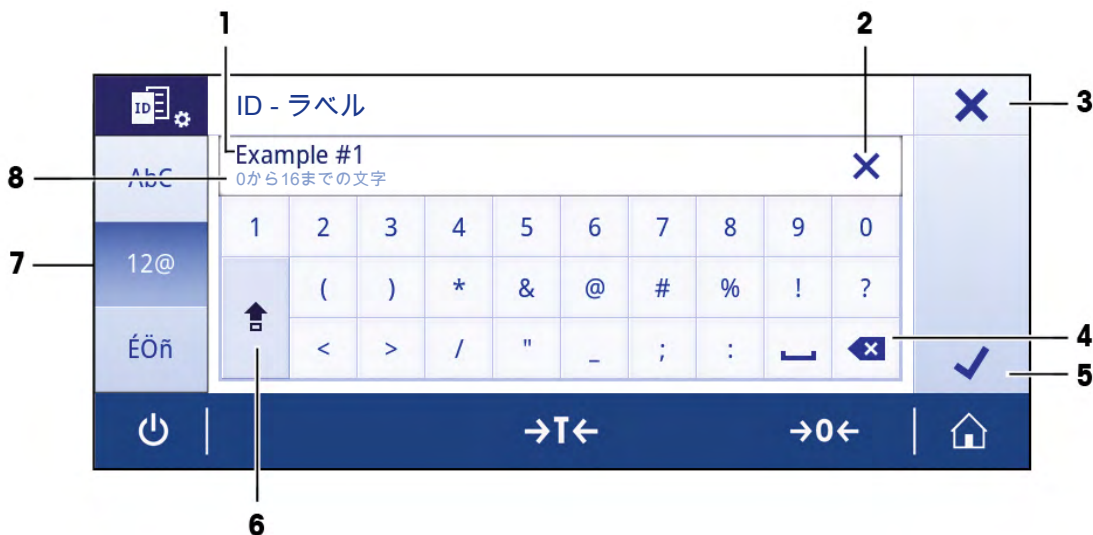 1
2
ID
ID - ラベル
3
Example #1
0から16までの文字
8
AbC
1 2 3 4 5 6 7 8 9 0
7
12@
( ) * & @ # % ! ?
ÉÖñ
< > / " _ ; :
4
5
→T←
→0←
6